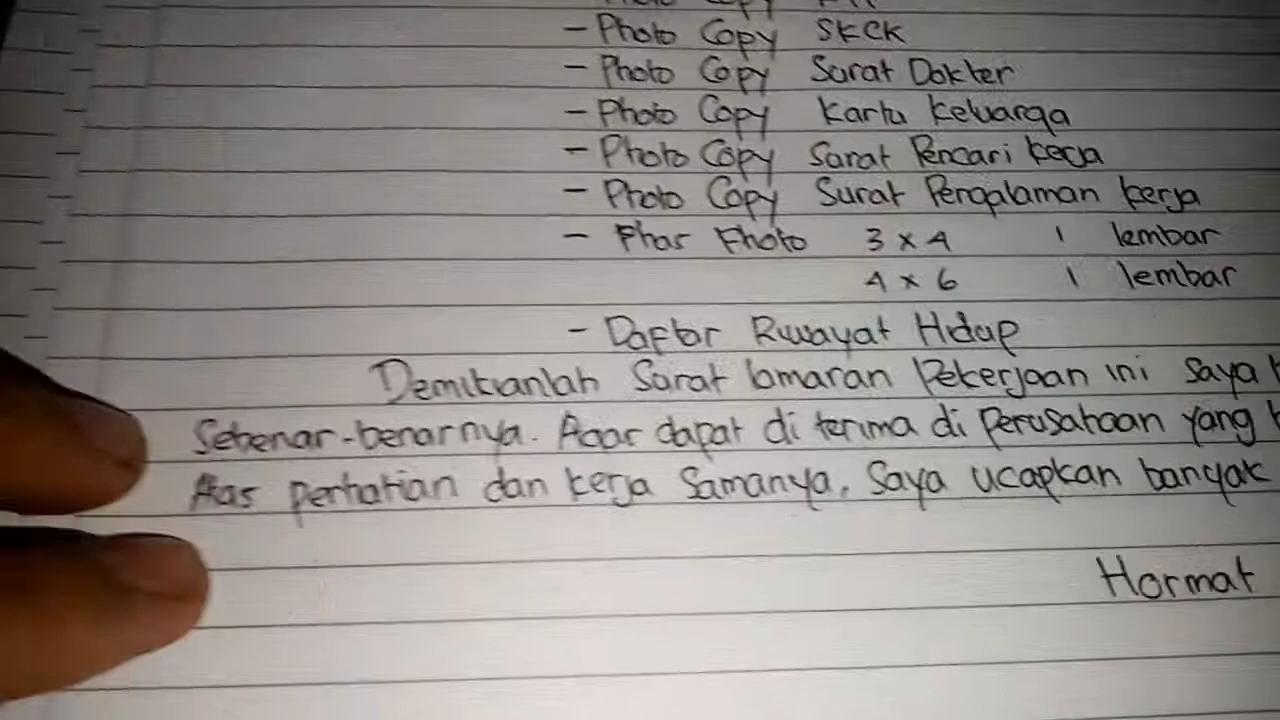 - Photo Copy SKCK
- Photo Copy Surat Dokter
- Photo Copy Kartu Keluarga
- Photo Copy Surat Pencari Kerja
- Photo Copy Surat Pengalaman kerja
- Phas Photo 3 x 4 1 lembar
4 x 6 1 lembar
- Daftar Riwayat Hidup
Demikianlah Surat lamaran Pekerjaan ini saya
Sebenar-benarnya. Agar dapat di terima di Perusahaan yang
Atas perhatian dan kerja Samanya, Saya ucapkan banyak
Hormat